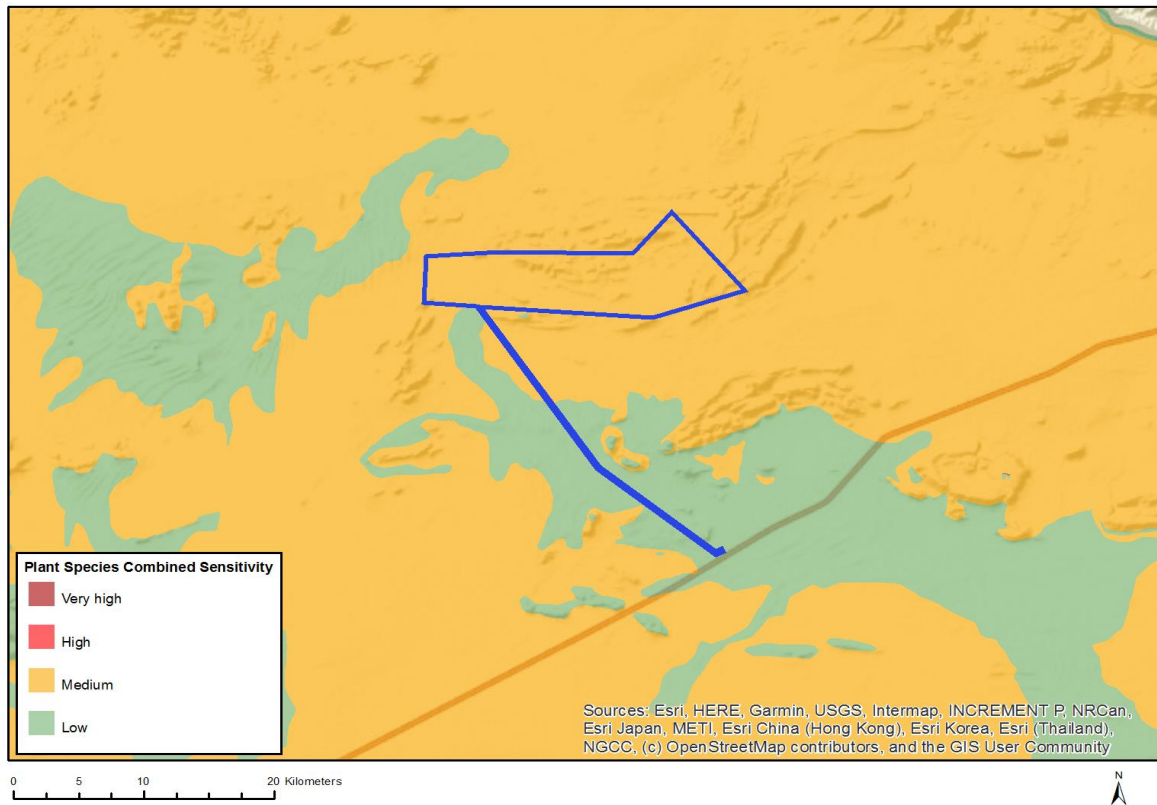 Plant Species Combined Sensitivity
Very high
High
Medium
Low
Sources: Esri, HERE, Garmin, USGS, Intermap, INCREMENT P, NRCan,
Esri Japan, METI, Esri China (Hong Kong), Esri Korea, Esri (Thailand),
NGCC, (c) OpenStreetMap contributors, and the GIS User Community
0 5 10 20 Kilometers
N